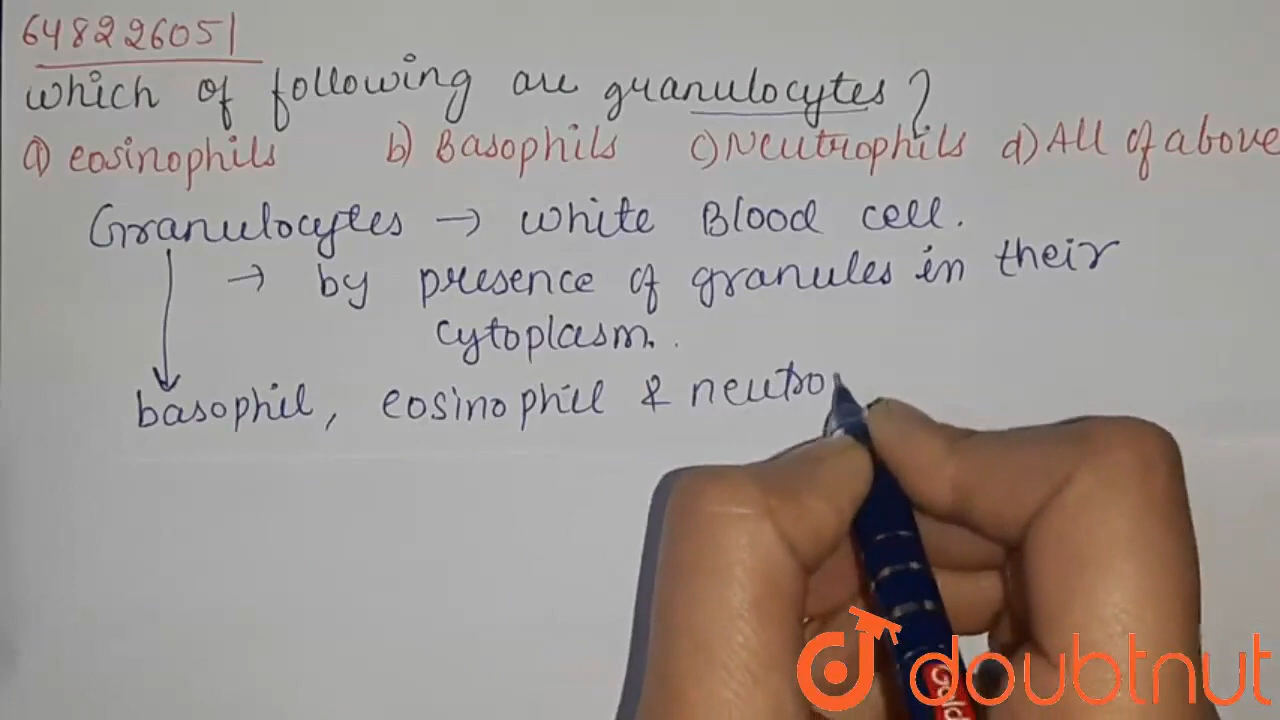 648226051
which of following are granulocytes?
a) eosinophils b) Basophils c) Neutrophils d) All of above
Granulocytes → white Blood cell.
→ by presence of granules in their
cytoplasm.
basophil, eosinophil & neutro
Gold
doubtnut